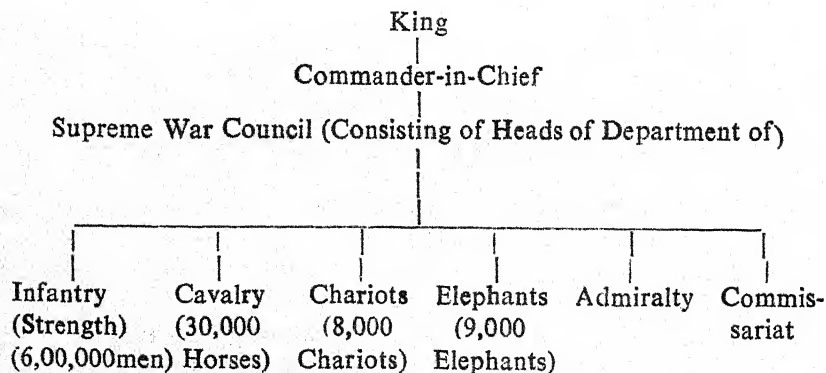 King
Commander-in-Chief
Supreme War Council (Consisting of Heads of Department of)
Infantry Cavalry Chariots Elephants Admiralty Commis-
(Strength) (30,000 (8,000 (9,000 sariat
(6,00,000men) Horses) Chariots) Elephants)